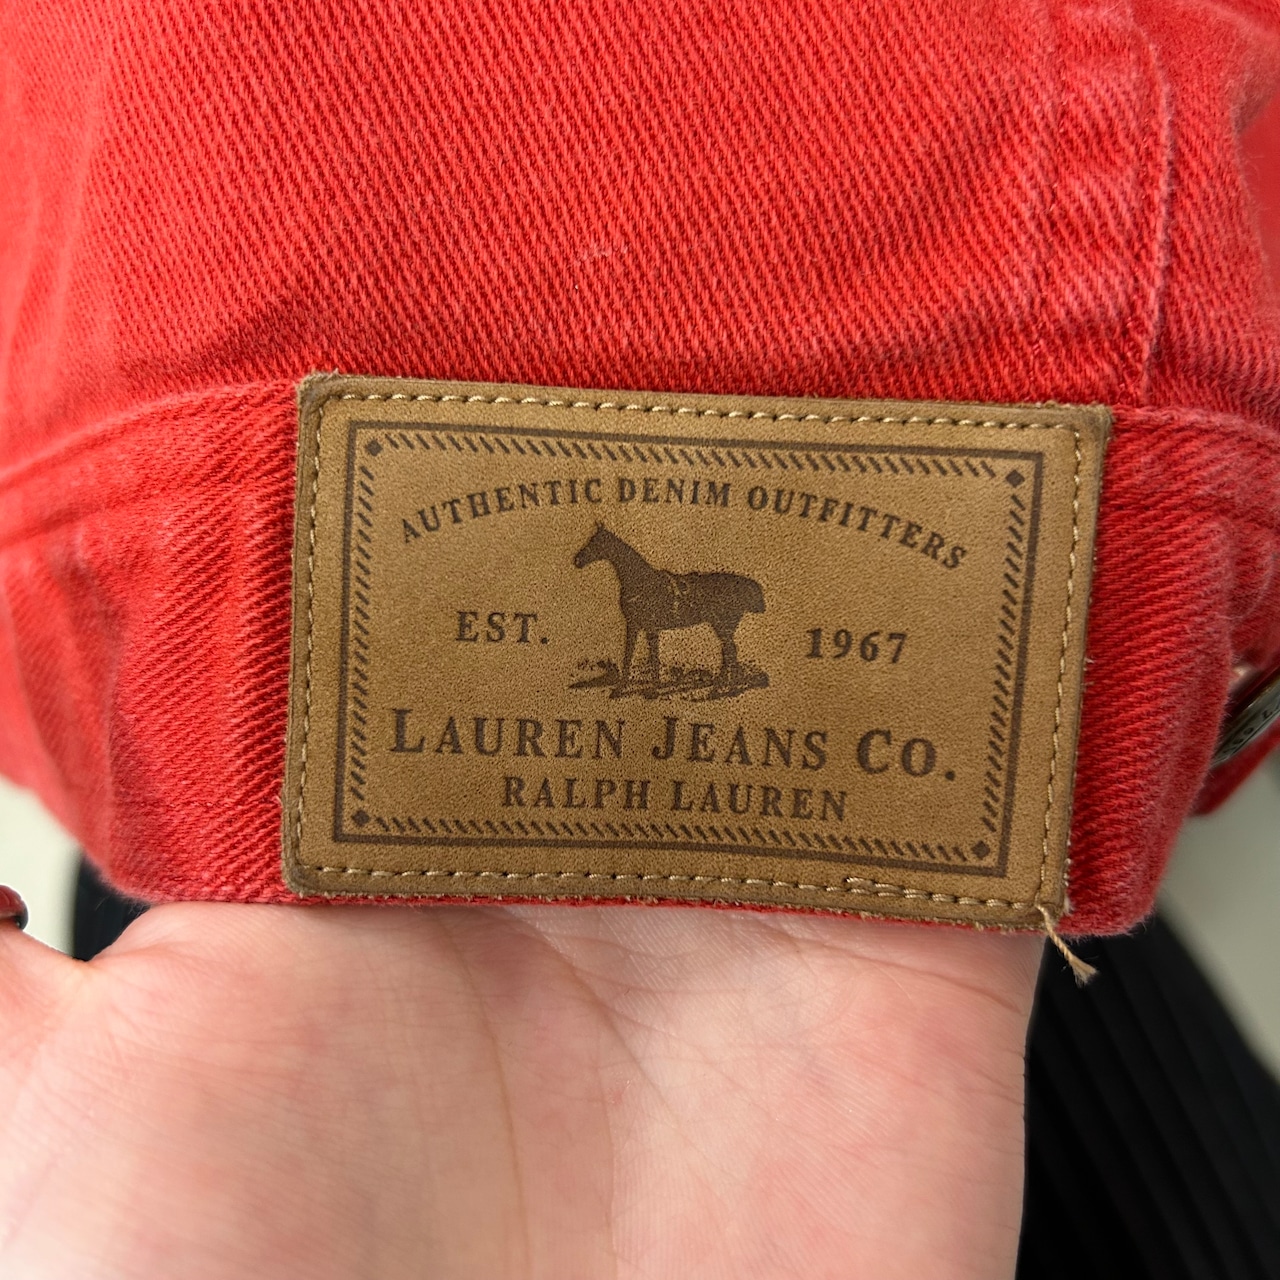 AUTHENTIC DENIM OUTFITTERS
EST. 1967
LAUREN JEANS CO.
RALPH LAUREN